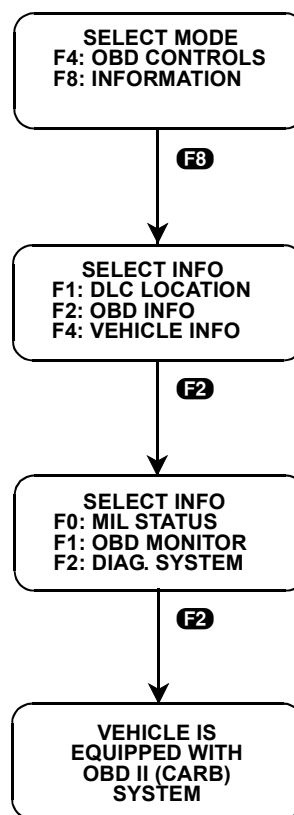 SELECT MODE
F4: OBD CONTROLS
F8: INFORMATION
F8
SELECT INFO
F1: DLC LOCATION
F2: OBD INFO
F4: VEHICLE INFO
F2
SELECT INFO
F0: MIL STATUS
F1: OBD MONITOR
F2: DIAG. SYSTEM
F2
VEHICLE IS
EQUIPPED WITH
OBD II (CARB)
SYSTEM